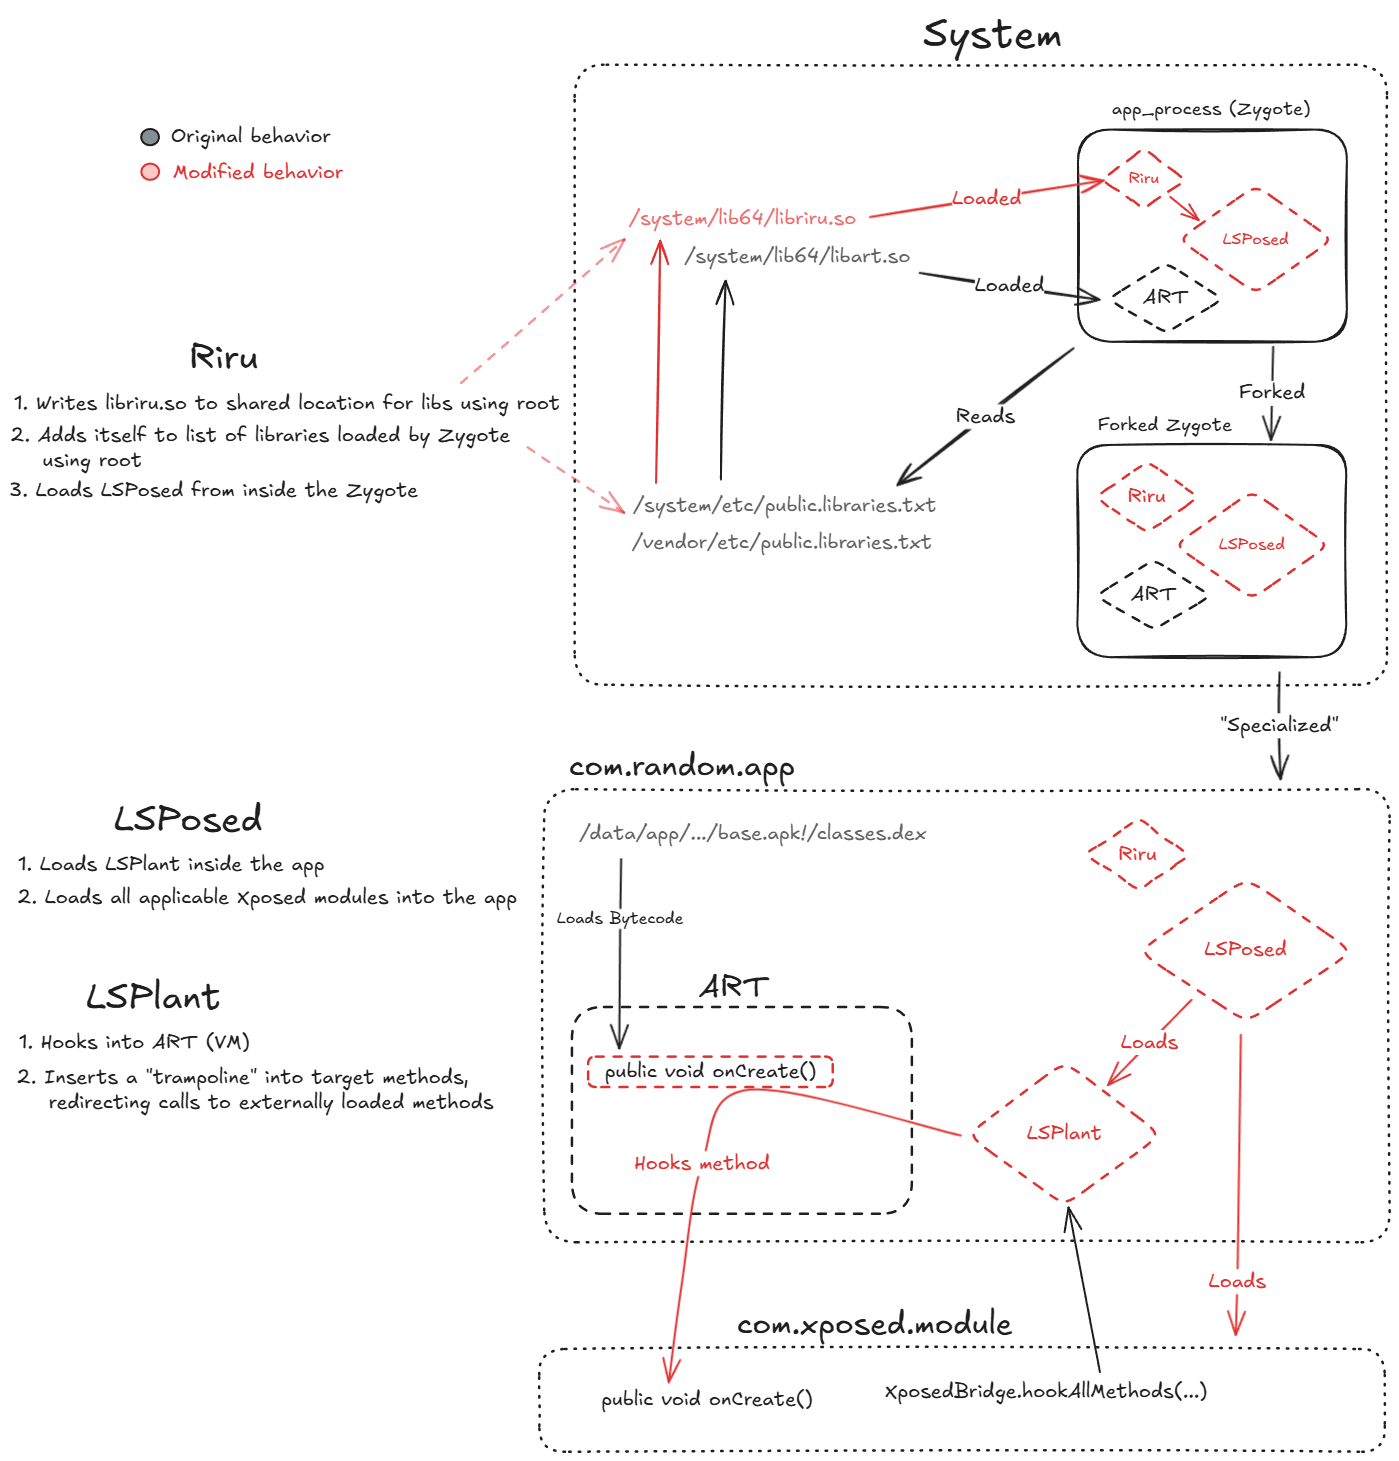 System
Original behavior
Modified behavior
app_process (Zygote)
Riru
LSPosed
ART
/system/lib64/libriru.so
Loaded
/system/lib64/libart.so
Loaded
Reads
Forked
/system/etc/public.libraries.txt
/vendor/etc/public.libraries.txt
Forked Zygote
Riru
LSPosed
ART
Riru
1. Writes libriru.so to shared location for libs using root
2. Adds itself to list of libraries loaded by Zygote
using root
3. Loads LSPosed from inside the Zygote
"Specialized"
com.random.app
/data/app/.../base.apk!/classes.dex
Loads Bytecode
ART
public void onCreate()
Hooks method
Riru
LSPosed
Loads
LSPlant
Loads
LSPosed
1. Loads LSPlant inside the app
2. Loads all applicable Xposed modules into the app
LSPlant
1. Hooks into ART (VM)
2. Inserts a "trampoline" into target methods,
redirecting calls to externally loaded methods
com.xposed.module
public void onCreate()
XposedBridge.hookAllMethods(...)